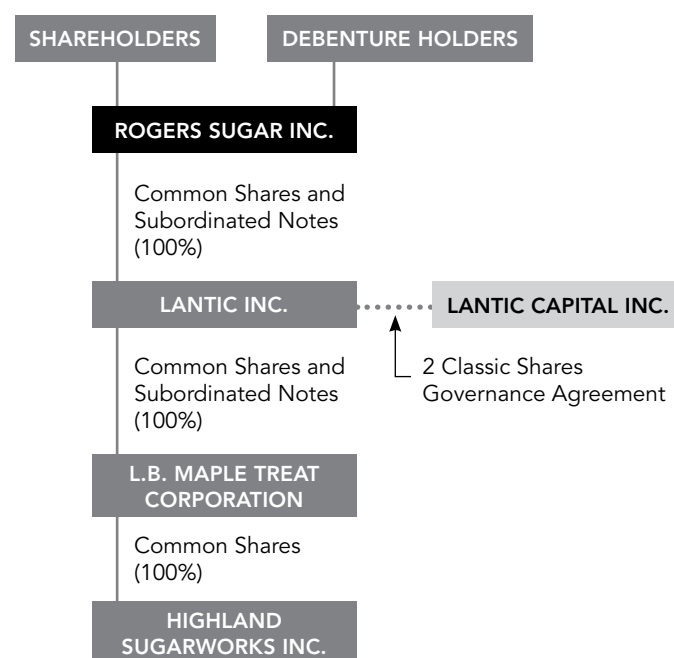 SHAREHOLDERS
DEBENTURE HOLDERS
ROGERS SUGAR INC.
Common Shares and
Subordinated Notes
(100%)
LANTIC INC.
LANTIC CAPITAL INC.
2 Classic Shares
Governance Agreement
Common Shares and
Subordinated Notes
(100%)
L.B. MAPLE TREAT
CORPORATION
Common Shares
(100%)
HIGHLAND
SUGARWORKS INC.